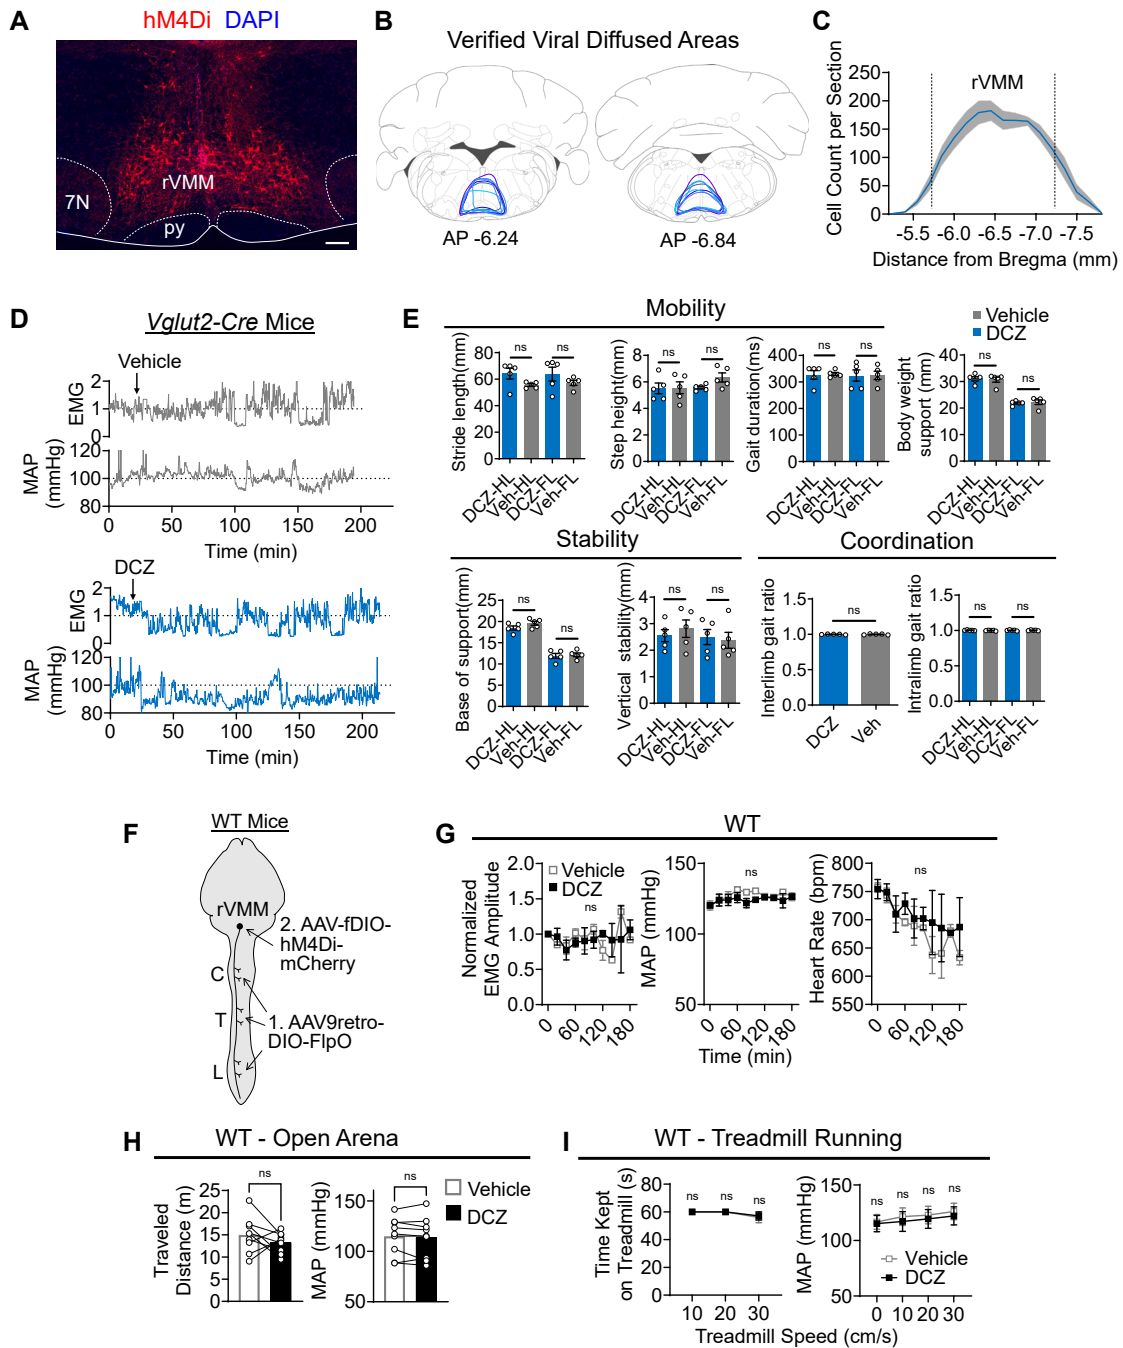 A
hM4Di DAPI
rVMM
7N
py
B
Verified Viral Diffused Areas
AP -6.24
AP -6.84
C
Cell Count per Section
250
200
150
100
50
0
rVMM
-5.5 -6.0 -6.5 -7.0 -7.5
Distance from Bregma (mm)
D
Vglut2-Cre Mice
Vehicle
EMG
2
1
0
MAP
(mmHg)
120
100
80
0 50 100 150 200
Time (min)
DCZ
EMG
2
1
0
MAP
(mmHg)
100
80
0 50 100 150 200
Time (min)
E
Mobility
Vehicle
DCZ
Stride length(mm)
80
60
40
20
0
ns ns
DCZ-HL
Veh-HL
DCZ-FL
Veh-FL
Step height(mm)
8
6
4
2
0
ns ns
DCZ-HL
Veh-HL
DCZ-FL
Veh-FL
Gait duration(ms)
400
300
200
100
0
ns ns
DCZ-HL
Veh-HL
DCZ-FL
Veh-FL
Body weight
support (mm)
40
30
20
10
0
ns
ns
DCZ-HL
Veh-HL
DCZ-FL
Veh-FL
Stability
Base of support(mm)
25
20
15
10
5
0
ns
ns
DCZ-HL
Veh-HL
DCZ-FL
Veh-FL
Vertical stability(mm)
4
3
2
1
0
ns ns
DCZ-HL
Veh-HL
DCZ-FL
Veh-FL
Coordination
Interlimb gait ratio
1.5
1.0
0.5
0.0
ns
DCZ
Veh
Intralimb gait ratio
1.5
1.0
0.5
0.0
ns ns
DCZ-HL
Veh-HL
DCZ-FL
Veh-FL
F
WT Mice
rVMM
2. AAV-fDIO-
hM4Di-
mCherry
C
T
L
1. AAV9retro-
DIO-FlpO
G
WT
Normalized
EMG Amplitude
2.0
1.5
1.0
0.5
0.0
Vehicle
DCZ
ns
0 60 120 180
MAP (mmHg)
150
100
50
ns
0 60 120 180
Time (min)
Heart Rate (bpm)
800
750
700
650
600
550
ns
0 60 120 180
H
WT - Open Arena
Traveled
Distance (m)
25
20
15
10
5
0
ns
MAP (mmHg)
150
100
50
ns
Vehicle
DCZ
I
WT - Treadmill Running
Time Kept
on Treadmill (s)
80
60
40
20
0
ns ns ns
10 20 30
MAP (mmHg)
150
100
50
ns ns ns ns
Vehicle
DCZ
0 10 20 30
Treadmill Speed (cm/s)